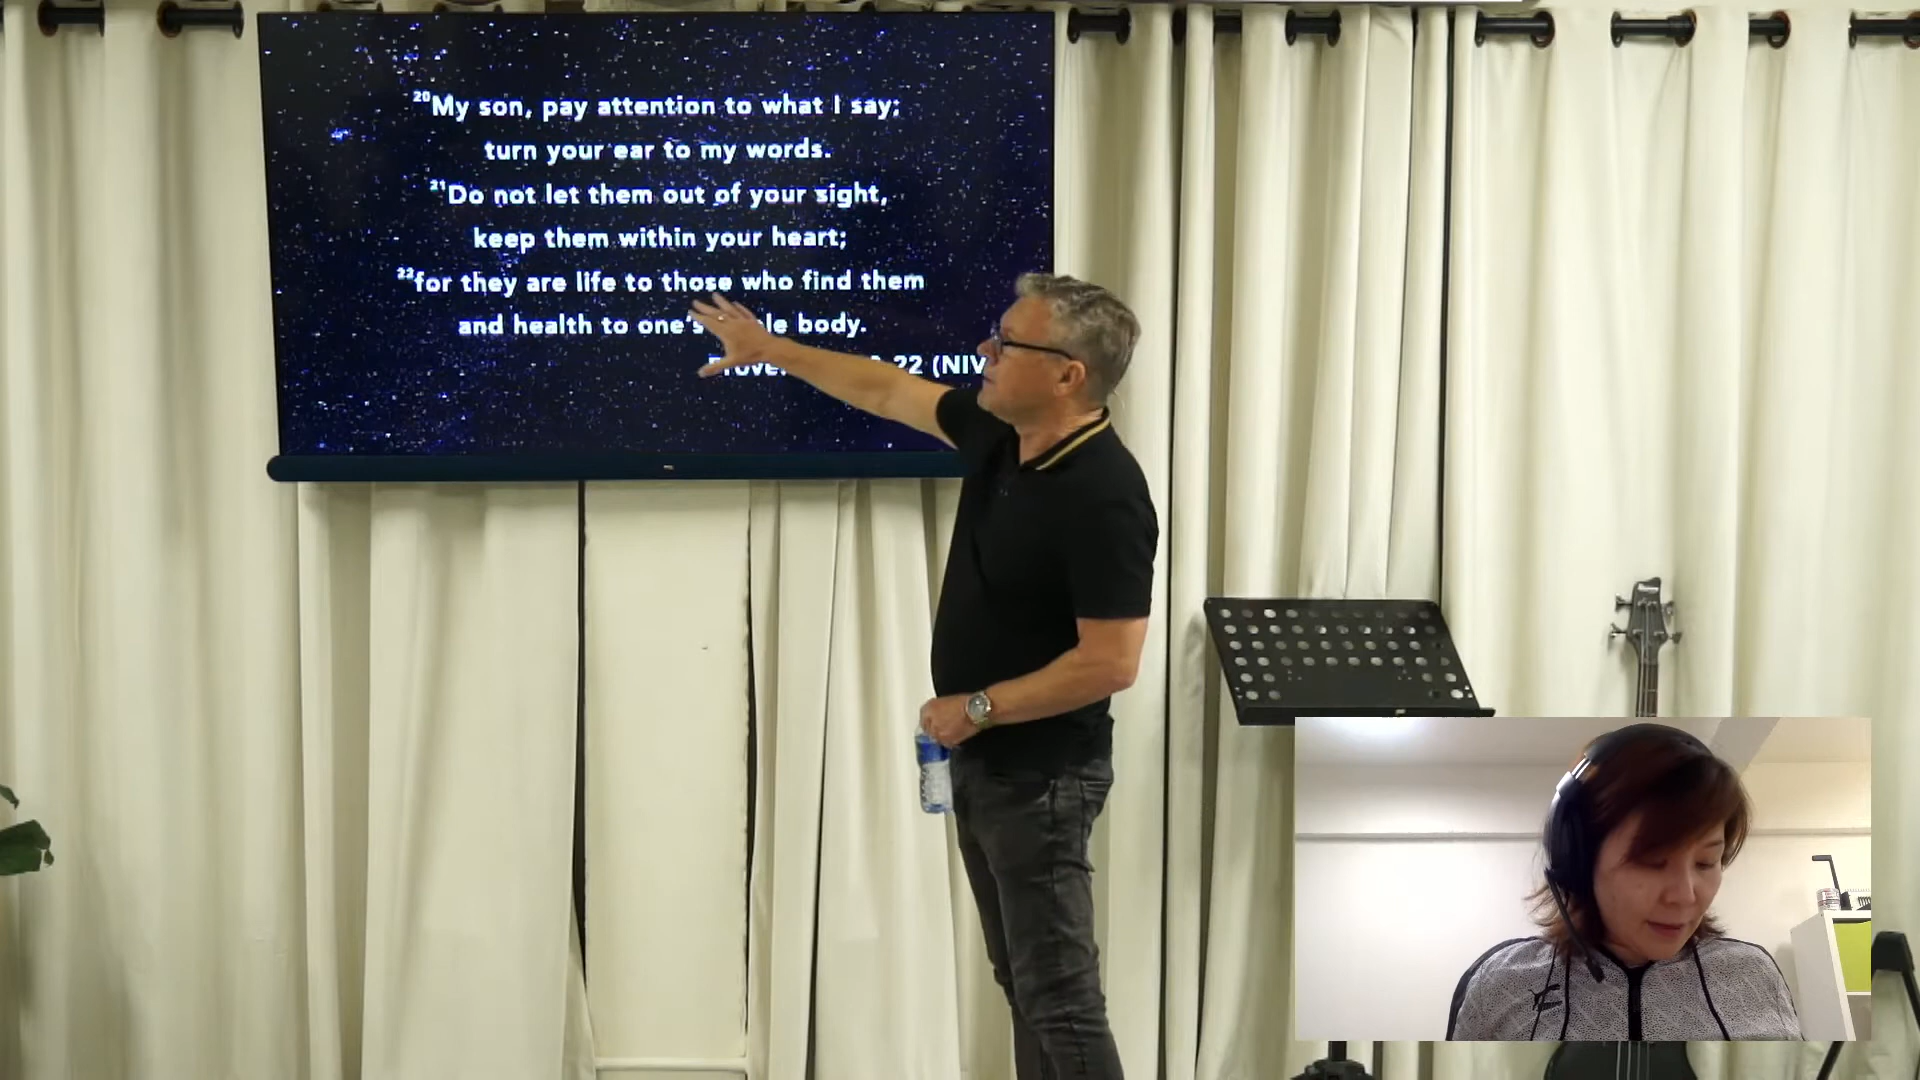 ²⁰My son, pay attention to what I say;
turn your ear to my words.
²¹Do not let them out of your sight,
keep them within your heart;
²²for they are life to those who find them
and health to one's body.
22 (NIV